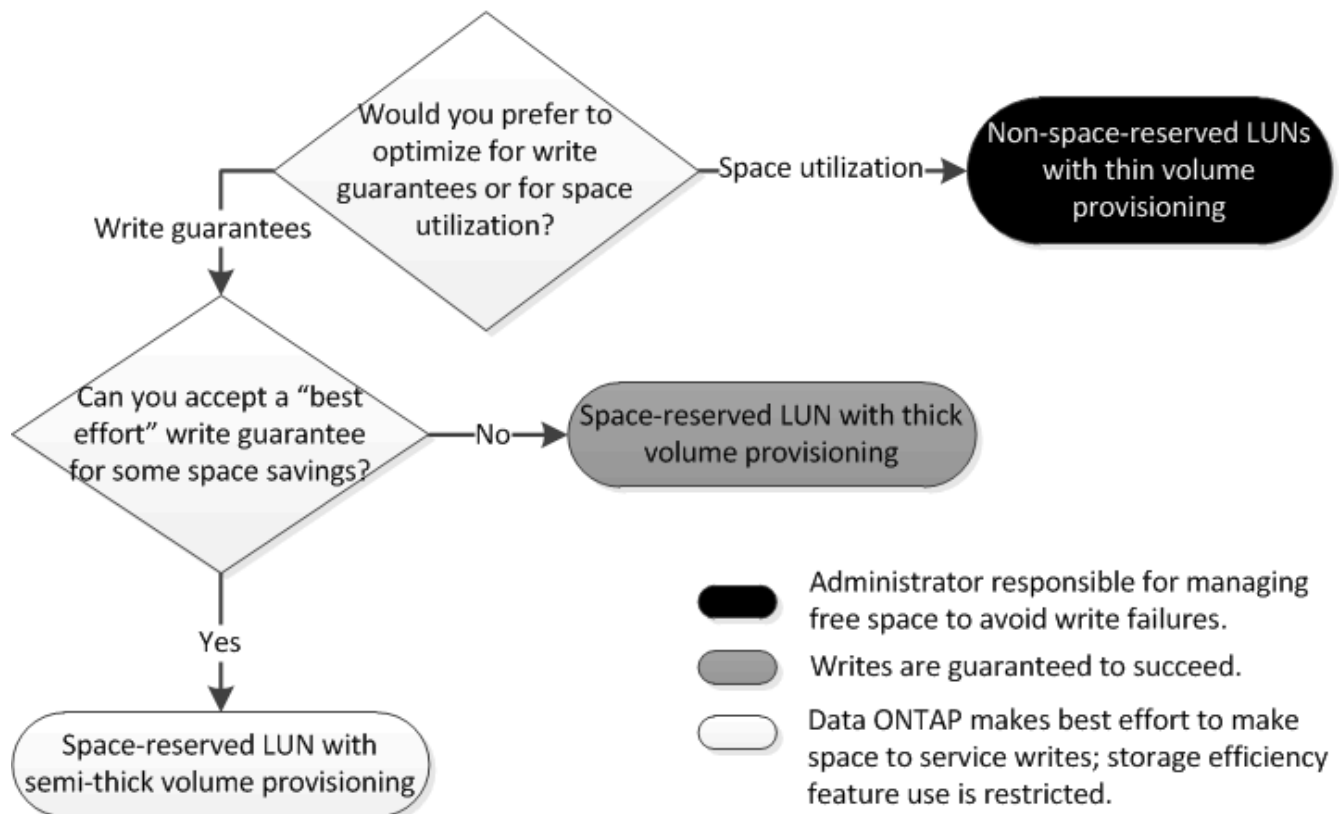 Would you prefer to
optimize for write
guarantees or for space
utilization?
Space utilization
Non-space-reserved LUNs
with thin volume
provisioning
Write guarantees
Can you accept a “best
effort” write guarantee
for some space savings?
No
Space-reserved LUN with thick
volume provisioning
Yes
Space-reserved LUN with
semi-thick volume provisioning
Administrator responsible for managing
free space to avoid write failures.
Writes are guaranteed to succeed.
Data ONTAP makes best effort to make
space to service writes; storage efficiency
feature use is restricted.